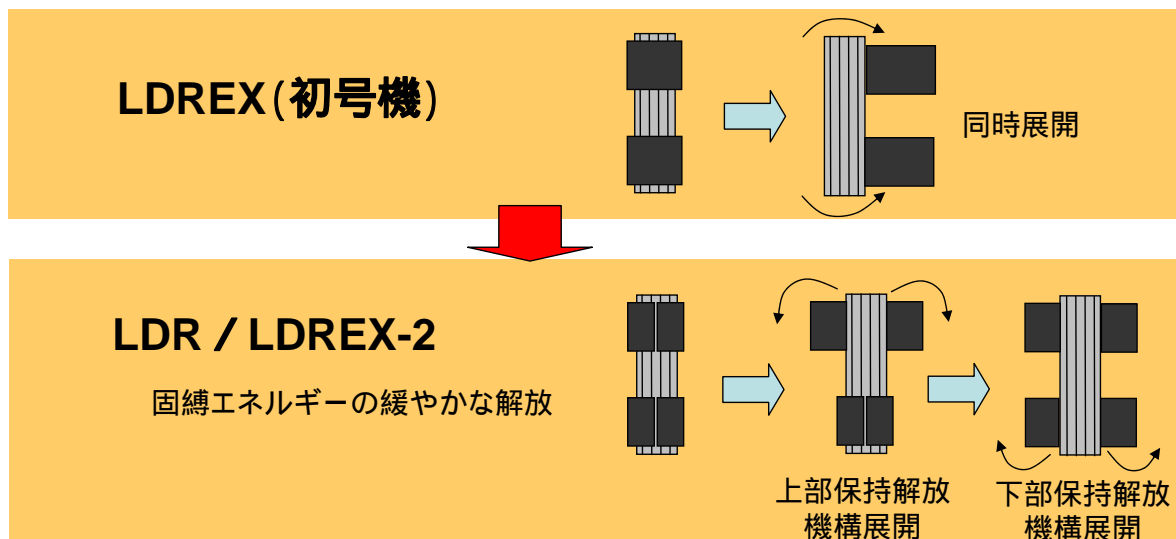 LDREX(初号機)
同時展開
LDR / LDREX-2
固縛エネルギーの緩やかな解放
上部保持解放
機構展開
下部保持解放
機構展開